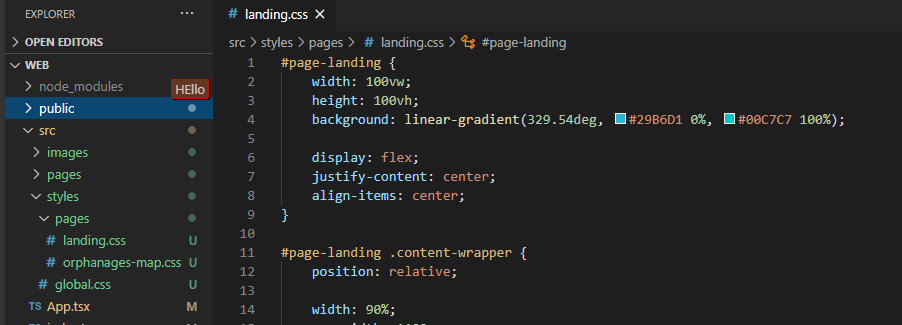 EXPLORER ···
OPEN EDITORS
WEB
node_modules
HEllo
public
src
images
pages
styles
pages
# landing.css U
# orphanages-map.css U
# global.css U
TS App.tsx M
landing.css ×
src > styles > pages > # landing.css > #page-landing
1 #page-landing {
2 width: 100vw;
3 height: 100vh;
4 background: linear-gradient(329.54deg, #29B6D1 0%, #00C7C7 100%);
5
6 display: flex;
7 justify-content: center;
8 align-items: center;
9 }
10
11 #page-landing .content-wrapper {
12 position: relative;
13
14 width: 90%;